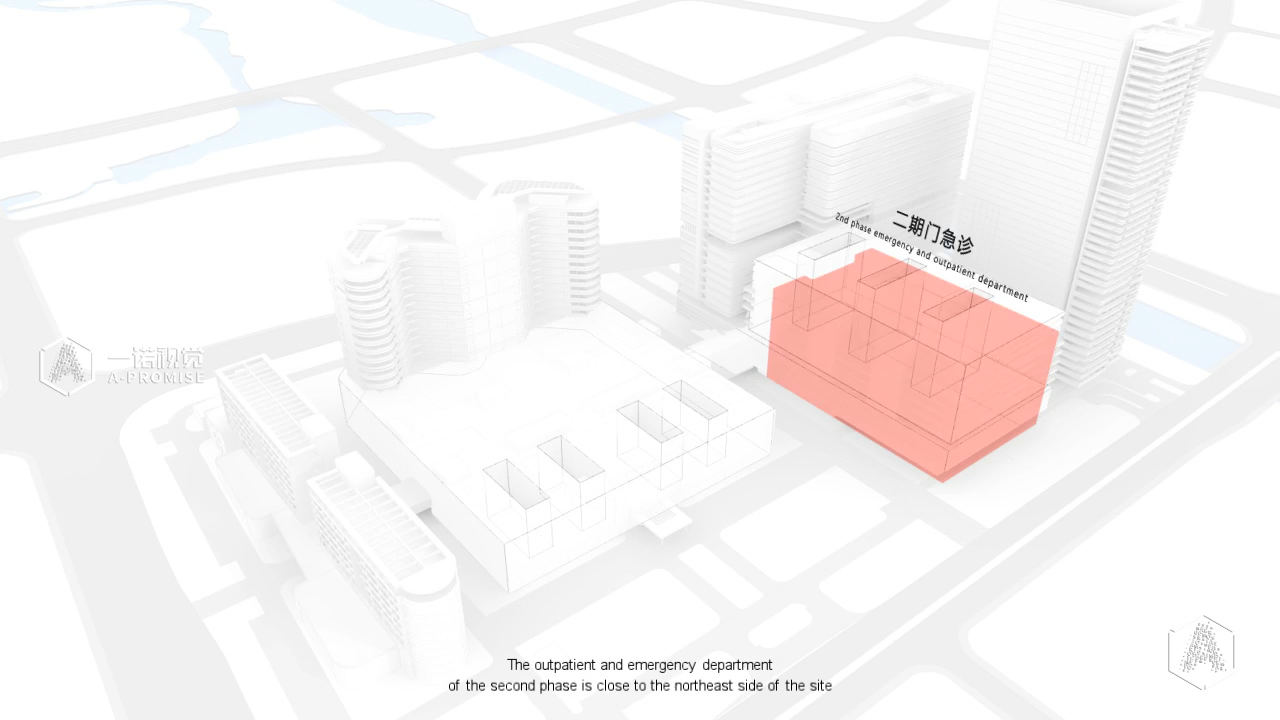 二期门急诊
2nd phase emergency and outpatient department
一诺视觉
A-PROMISE
The outpatient and emergency department
of the second phase is close to the northeast side of the site